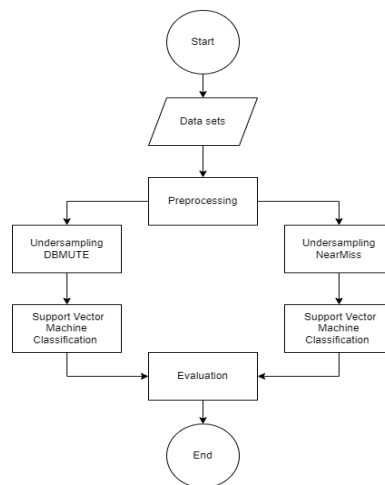 Start
Data sets
Preprocessing
Undersampling
DBMUTE
Undersampling
NearMiss
Support Vector
Machine
Classification
Support Vector
Machine
Classification
Evaluation
End